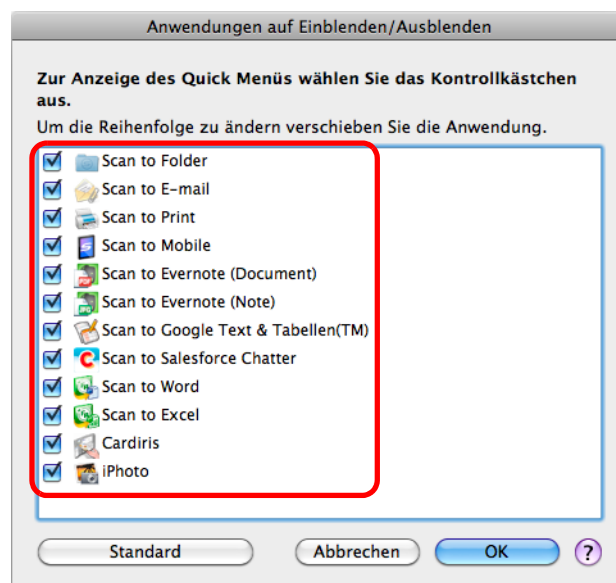 Anwendungen auf Einblenden/Ausblenden
Zur Anzeige des Quick Menüs wählen Sie das Kontrollkästchen
aus.
Um die Reihenfolge zu ändern verschieben Sie die Anwendung.
Scan to Folder
Scan to E-mail
Scan to Print
Scan to Mobile
Scan to Evernote (Document)
Scan to Evernote (Note)
Scan to Google Text & Tabellen(TM)
Scan to Salesforce Chatter
Scan to Word
Scan to Excel
Cardiris
iPhoto
Standard Abbrechen OK ?